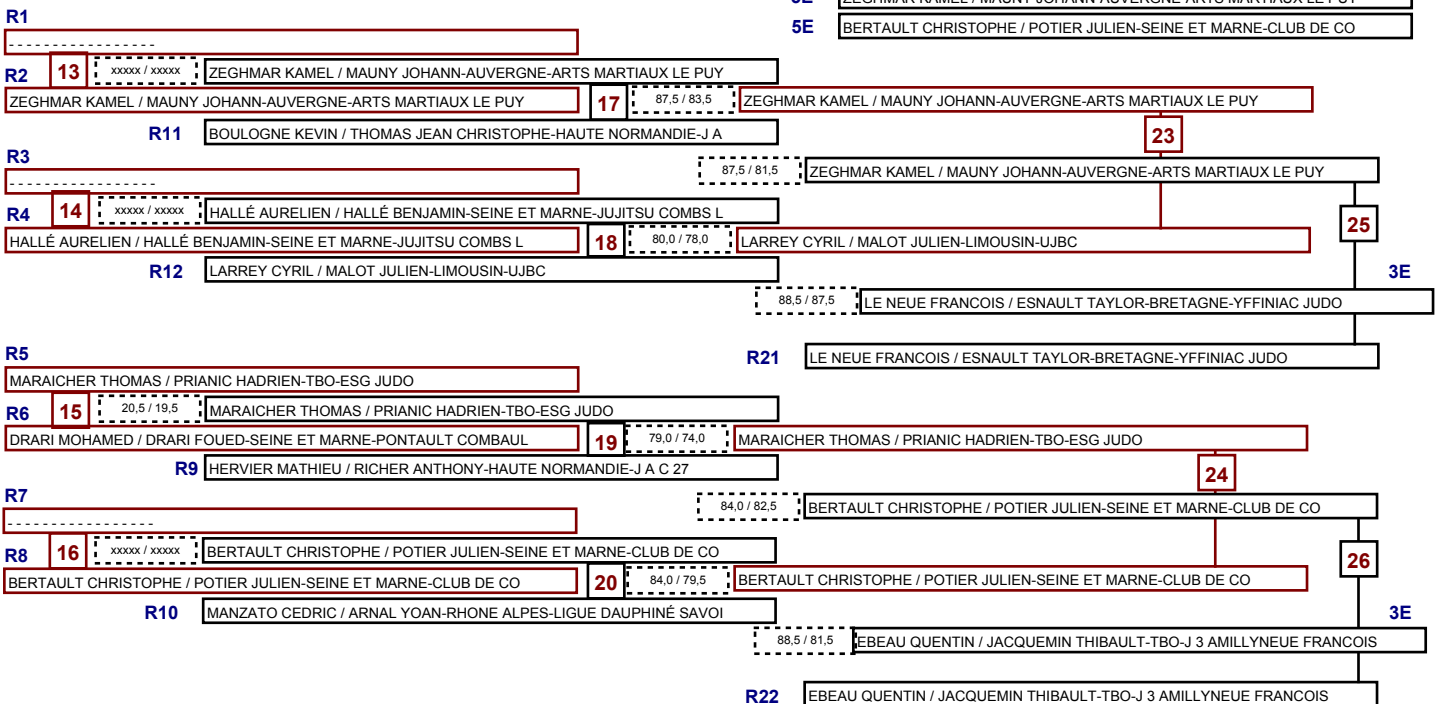 ZEGHMAR KAMEL / MAUNY JOHANN-AUVERGNE-ARTS MARTIAUX LE PUY
R1
5E BERTAULT CHRISTOPHE / POTIER JULIEN-SEINE ET MARNE-CLUB DE CO
- - - - - - - - - - - - - - - - -
R2 13 xxxxx / xxxxx ZEGHMAR KAMEL / MAUNY JOHANN-AUVERGNE-ARTS MARTIAUX LE PUY
ZEGHMAR KAMEL / MAUNY JOHANN-AUVERGNE-ARTS MARTIAUX LE PUY 17 87,5 / 83,5 ZEGHMAR KAMEL / MAUNY JOHANN-AUVERGNE-ARTS MARTIAUX LE PUY
R11 BOULOGNE KEVIN / THOMAS JEAN CHRISTOPHE-HAUTE NORMANDIE-J A 23
R3
87,5 / 81,5 ZEGHMAR KAMEL / MAUNY JOHANN-AUVERGNE-ARTS MARTIAUX LE PUY
- - - - - - - - - - - - - - - - -
R4 14 xxxxx / xxxxx HALLÉ AURELIEN / HALLÉ BENJAMIN-SEINE ET MARNE-JUJITSU COMBS L 25
HALLÉ AURELIEN / HALLÉ BENJAMIN-SEINE ET MARNE-JUJITSU COMBS L 18 80,0 / 78,0 LARREY CYRIL / MALOT JULIEN-LIMOUSIN-UJBC
R12 LARREY CYRIL / MALOT JULIEN-LIMOUSIN-UJBC 3E
88,5 / 87,5 LE NEUE FRANCOIS / ESNAULT TAYLOR-BRETAGNE-YFFINIAC JUDO
R5
R21 LE NEUE FRANCOIS / ESNAULT TAYLOR-BRETAGNE-YFFINIAC JUDO
MARAICHER THOMAS / PRIANIC HADRIEN-TBO-ESG JUDO
R6 15 20,5 / 19,5 MARAICHER THOMAS / PRIANIC HADRIEN-TBO-ESG JUDO
DRARI MOHAMED / DRARI FOUED-SEINE ET MARNE-PONTAULT COMBAUL 19 79,0 / 74,0 MARAICHER THOMAS / PRIANIC HADRIEN-TBO-ESG JUDO
R9 HERVIER MATHIEU / RICHER ANTHONY-HAUTE NORMANDIE-J A C 27 24
R7
84,0 / 82,5 BERTAULT CHRISTOPHE / POTIER JULIEN-SEINE ET MARNE-CLUB DE CO
- - - - - - - - - - - - - - - - -
R8 16 xxxxx / xxxxx BERTAULT CHRISTOPHE / POTIER JULIEN-SEINE ET MARNE-CLUB DE CO 26
BERTAULT CHRISTOPHE / POTIER JULIEN-SEINE ET MARNE-CLUB DE CO 20 84,0 / 79,5 BERTAULT CHRISTOPHE / POTIER JULIEN-SEINE ET MARNE-CLUB DE CO
R10 MANZATO CEDRIC / ARNAL YOAN-RHONE ALPES-LIGUE DAUPHINÉ SAVOI 3E
88,5 / 81,5 EBEAU QUENTIN / JACQUEMIN THIBAULT-TBO-J 3 AMILLYNEUE FRANCOIS
R22 EBEAU QUENTIN / JACQUEMIN THIBAULT-TBO-J 3 AMILLYNEUE FRANCOIS